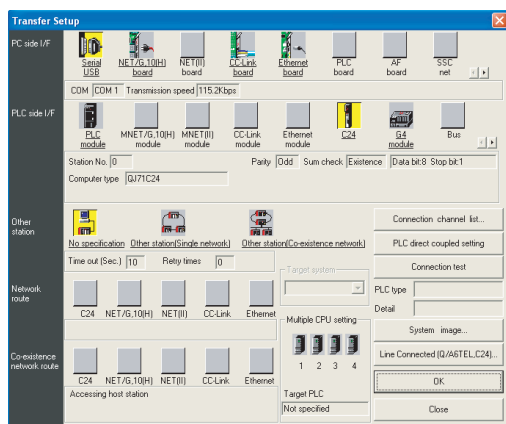 Transfer Setup
PC side I/F
Serial USB
NET/G,10(H) board
NET(II) board
CC-Link board
Ethernet board
PLC board
AF board
SSC net
COM COM 1 Transmission speed 115.2Kbps
PLC side I/F
PLC module
MNET/G,10(H) module
MNET(II) module
CC-Link module
Ethernet module
C24
G4 module
Bus
Station No. 0 Parity Odd Sum check Existence Data bit:8 Stop bit:1
Computer type QJ71C24
Other station
No specification
Other station(Single network)
Other station(Co-existence network)
Time out (Sec.) 10 Retry times 0
Target system
Network route
C24 NET/G,10(H) NET(II) CC-Link Ethernet
Multiple CPU setting
1 2 3 4
Co-existence network route
C24 NET/G,10(H) NET(II) CC-Link Ethernet
Accessing host station
Target PLC
Not specified
Connection channel list...
PLC direct coupled setting
Connection test
PLC type
Detail
System image...
Line Connected (Q/A6TEL,C24)...
OK
Close